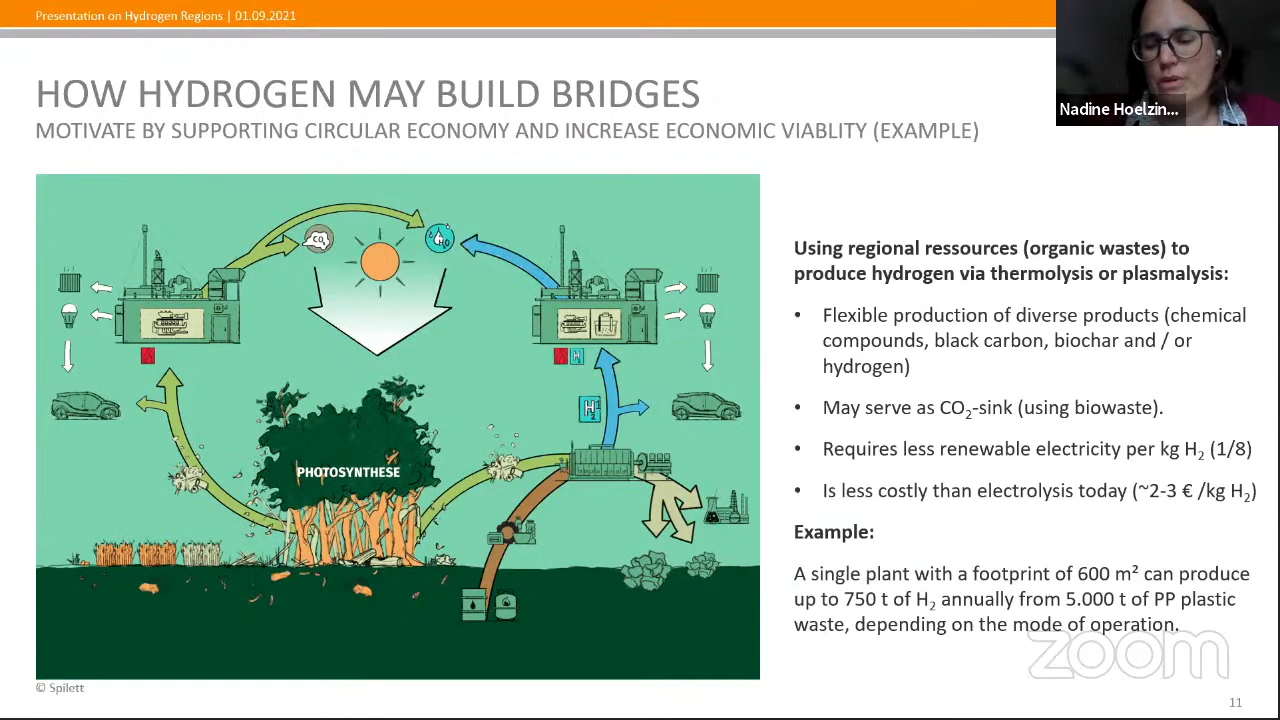 Presentation on Hydrogen Regions | 01.09.2021
Nadine Hoelzin...
HOW HYDROGEN MAY BUILD BRIDGES
MOTIVATE BY SUPPORTING CIRCULAR ECONOMY AND INCREASE ECONOMIC VIABLITY (EXAMPLE)
CO₂
H₂O
H₂
PHOTOSYNTHESE
Using regional ressources (organic wastes) to
produce hydrogen via thermolysis or plasmalysis:
• Flexible production of diverse products (chemical
compounds, black carbon, biochar and / or
hydrogen)
• May serve as CO₂-sink (using biowaste).
• Requires less renewable electricity per kg H₂ (1/8)
• Is less costly than electrolysis today (~2-3 € /kg H₂)
Example:
A single plant with a footprint of 600 m² can produce
up to 750 t of H₂ annually from 5.000 t of PP plastic
waste, depending on the mode of operation.
zoom
© Spilett
11